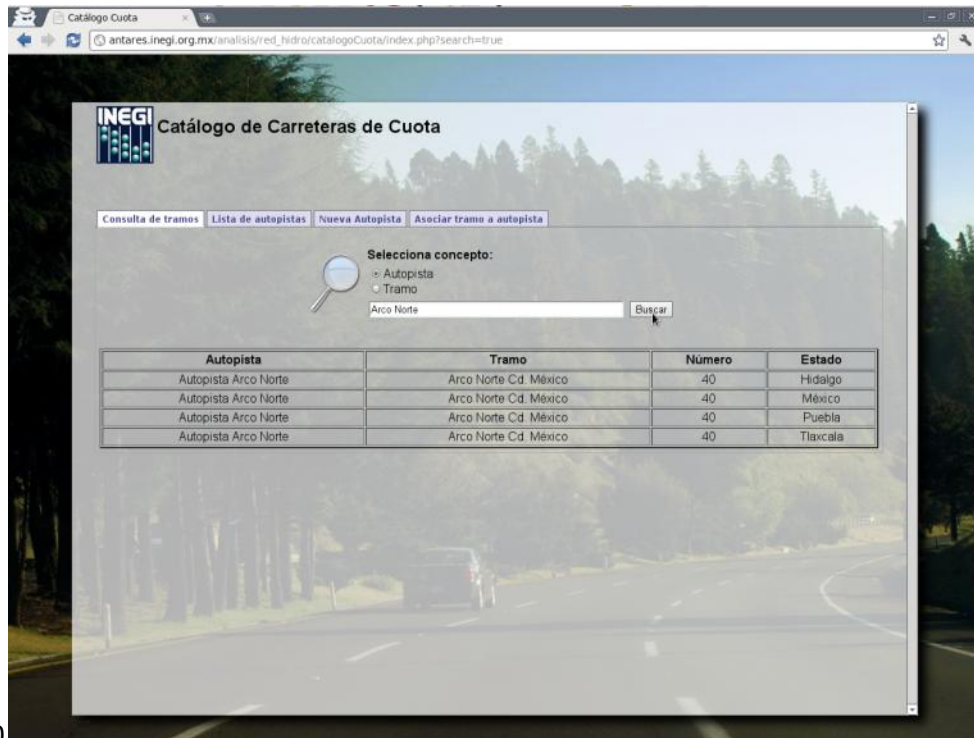 Catálogo Cuota
antares.inegi.org.mx/analisis/red_hidro/catalogoCuota/index.php?search=true
INEGI
Catálogo de Carreteras de Cuota
Consulta de tramos Lista de autopistas Nueva Autopista Asociar tramo a autopista
Selecciona concepto:
Autopista
Tramo
Arco Norte Buscar
Autopista Tramo Número Estado
Autopista Arco Norte Arco Norte Cd. México 40 Hidalgo
Autopista Arco Norte Arco Norte Cd. México 40 México
Autopista Arco Norte Arco Norte Cd. México 40 Puebla
Autopista Arco Norte Arco Norte Cd. México 40 Tlaxcala